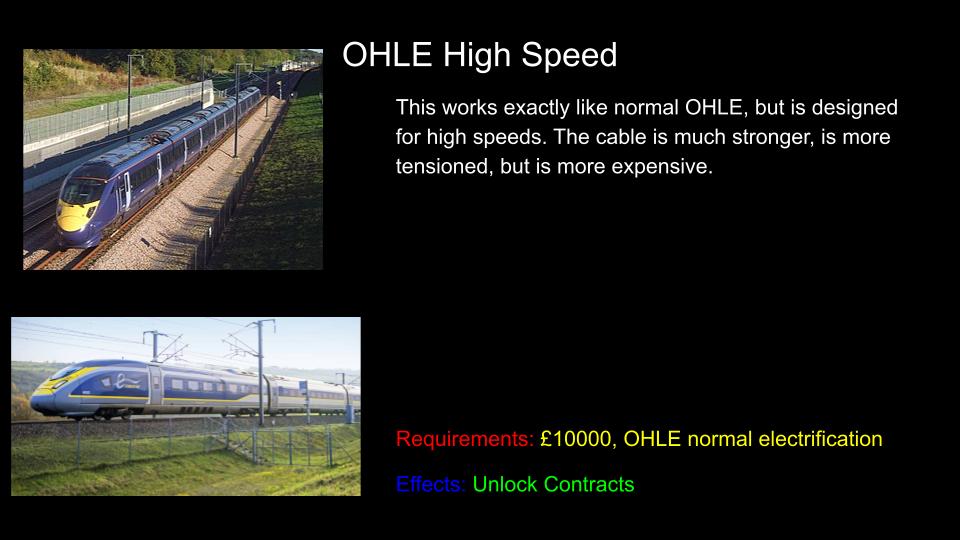 OHLE High Speed
This works exactly like normal OHLE, but is designed
for high speeds. The cable is much stronger, is more
tensioned, but is more expensive.
Requirements: £10000, OHLE normal electrification
Effects: Unlock Contracts